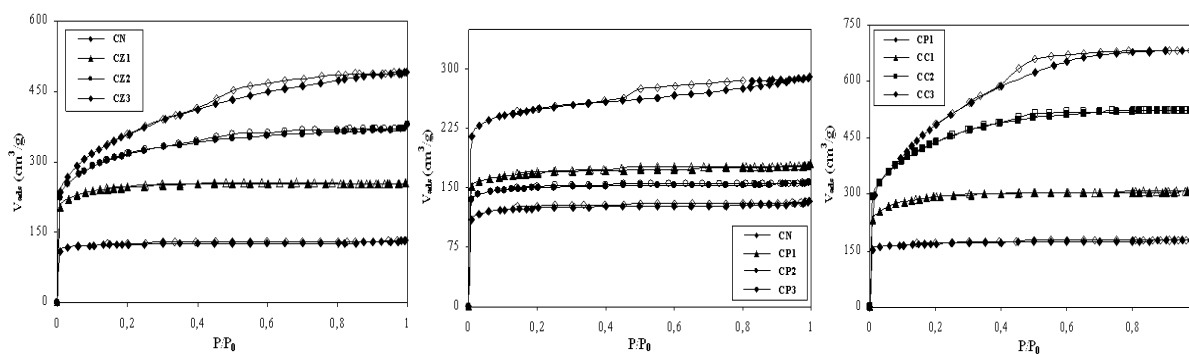 600
450
300
150
0
V_ads (cm³/g)
CN
CZ1
CZ2
CZ3
0
0,2
0,4
0,6
0,8
1
P/P₀
300
225
150
75
0
V_ads (cm³/g)
CN
CP1
CP2
CP3
0
0,2
0,4
0,6
0,8
1
P/P₀
750
600
450
300
150
0
V_ads (cm³/g)
CP1
CC1
CC2
CC3
0
0,2
0,4
0,6
0,8
P/P₀